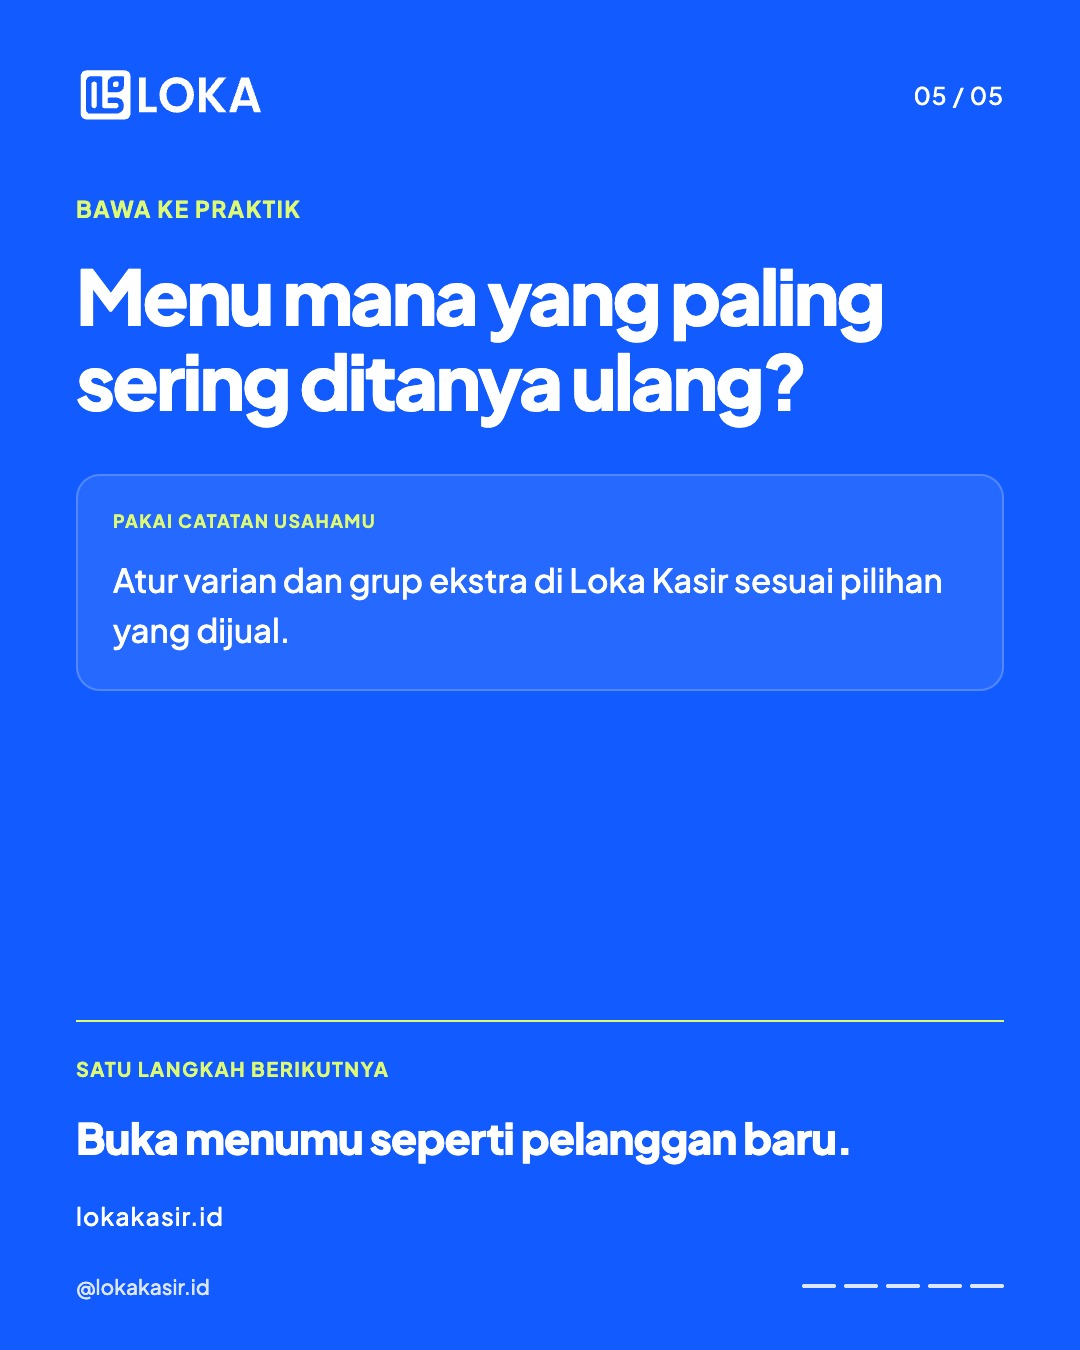 LOKA
05 / 05
BAWA KE PRAKTIK
Menu mana yang paling
sering ditanya ulang?
PAKAI CATATAN USAHAMU
Atur varian dan grup ekstra di Loka Kasir sesuai pilihan
yang dijual.
SATU LANGKAH BERIKUTNYA
Buka menumu seperti pelanggan baru.
lokakasir.id
@lokakasir.id